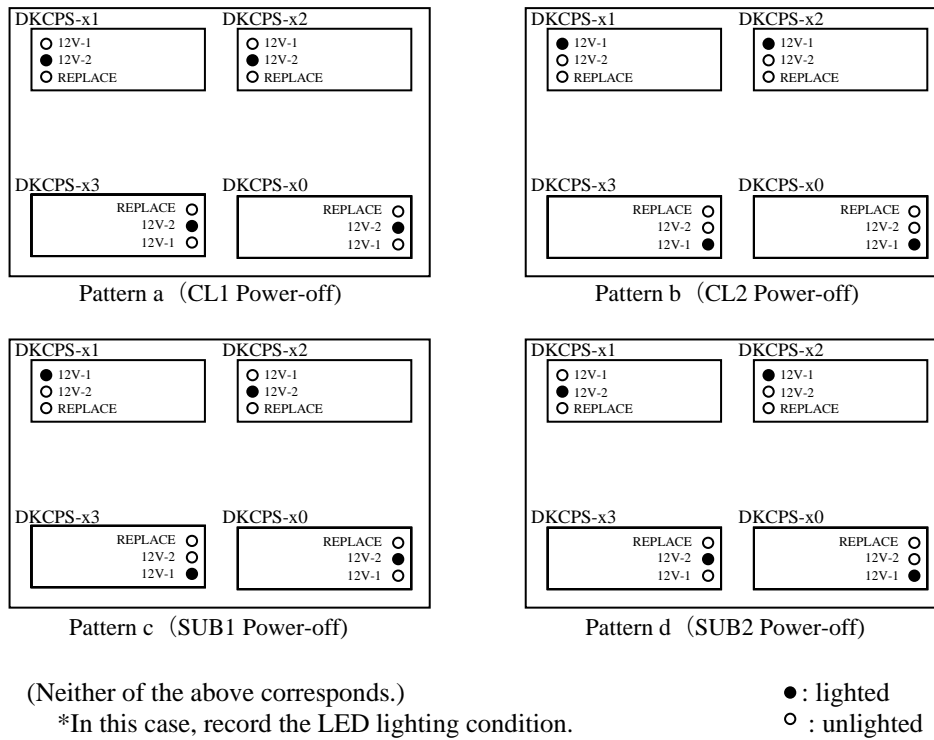 DKCPS-x1 DKCPS-x2
12V-1 12V-1
12V-2 12V-2
REPLACE REPLACE
DKCPS-x3 DKCPS-x0
REPLACE REPLACE
12V-2 12V-2
12V-1 12V-1
Pattern a（CL1 Power-off)
DKCPS-x1 DKCPS-x2
12V-1 12V-1
12V-2 12V-2
REPLACE REPLACE
DKCPS-x3 DKCPS-x0
REPLACE REPLACE
12V-2 12V-2
12V-1 12V-1
Pattern b（CL2 Power-off)
DKCPS-x1 DKCPS-x2
12V-1 12V-1
12V-2 12V-2
REPLACE REPLACE
DKCPS-x3 DKCPS-x0
REPLACE REPLACE
12V-2 12V-2
12V-1 12V-1
Pattern c（SUB1 Power-off)
DKCPS-x1 DKCPS-x2
12V-1 12V-1
12V-2 12V-2
REPLACE REPLACE
DKCPS-x3 DKCPS-x0
REPLACE REPLACE
12V-2 12V-2
12V-1 12V-1
Pattern d（SUB2 Power-off)
(Neither of the above corresponds.)
*In this case, record the LED lighting condition.
●: lighted
○: unlighted